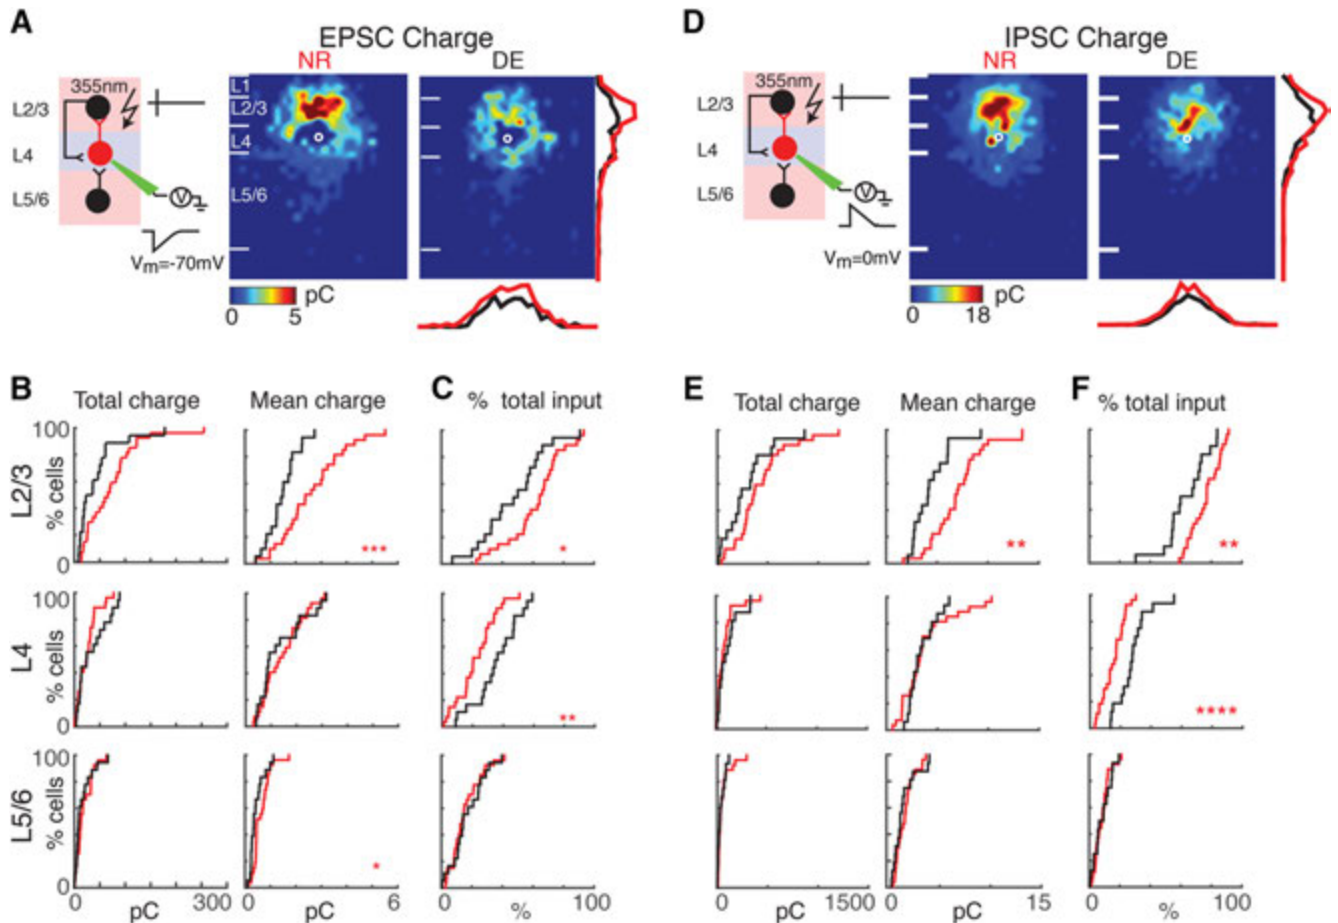 A
EPSC Charge
NR
DE
355nm
L2/3
L4
L5/6
V
Vm=-70mV
L1
L2/3
L4
L5/6
pC
0
5
D
IPSC Charge
NR
DE
355nm
L2/3
L4
L5/6
V
Vm=0mV
pC
0
18
B
Total charge
Mean charge
C
% total input
E
Total charge
Mean charge
F
% total input
L2/3
% cells
100
0
***
*
**
**
L4
% cells
100
0
**
****
L5/6
% cells
100
0
*
300
pC
0
6
pC
0
100
%
0
1500
pC
0
15
pC
0
100
%